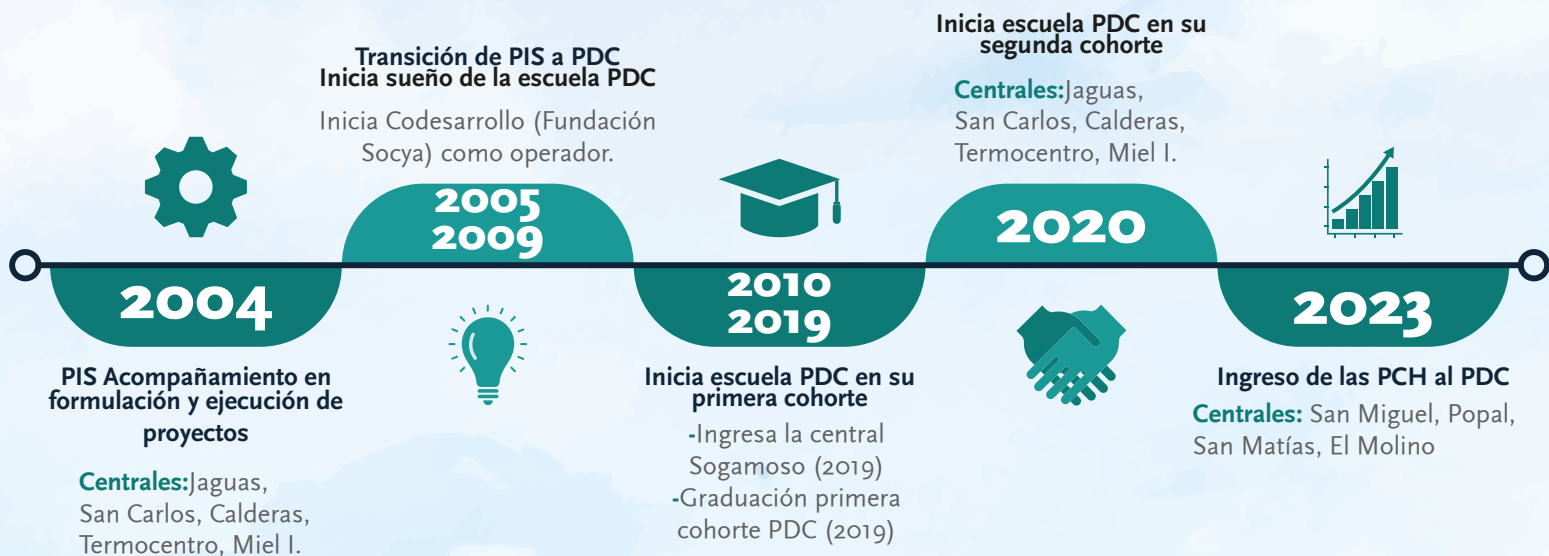 2004
PIS Acompañamiento en
formulación y ejecución de
proyectos
Centrales:Jaguas,
San Carlos, Calderas,
Termocentro, Miel I.
Transición de PIS a PDC
Inicia sueño de la escuela PDC
Inicia Codesarrollo (Fundación
Socya) como operador.
2005
2009
2010
2019
Inicia escuela PDC en su
primera cohorte
-Ingresa la central
Sogamoso (2019)
-Graduación primera
cohorte PDC (2019)
Inicia escuela PDC en su
segunda cohorte
Centrales:Jaguas,
San Carlos, Calderas,
Termocentro, Miel I.
2020
2023
Ingreso de las PCH al PDC
Centrales: San Miguel, Popal,
San Matías, El Molino